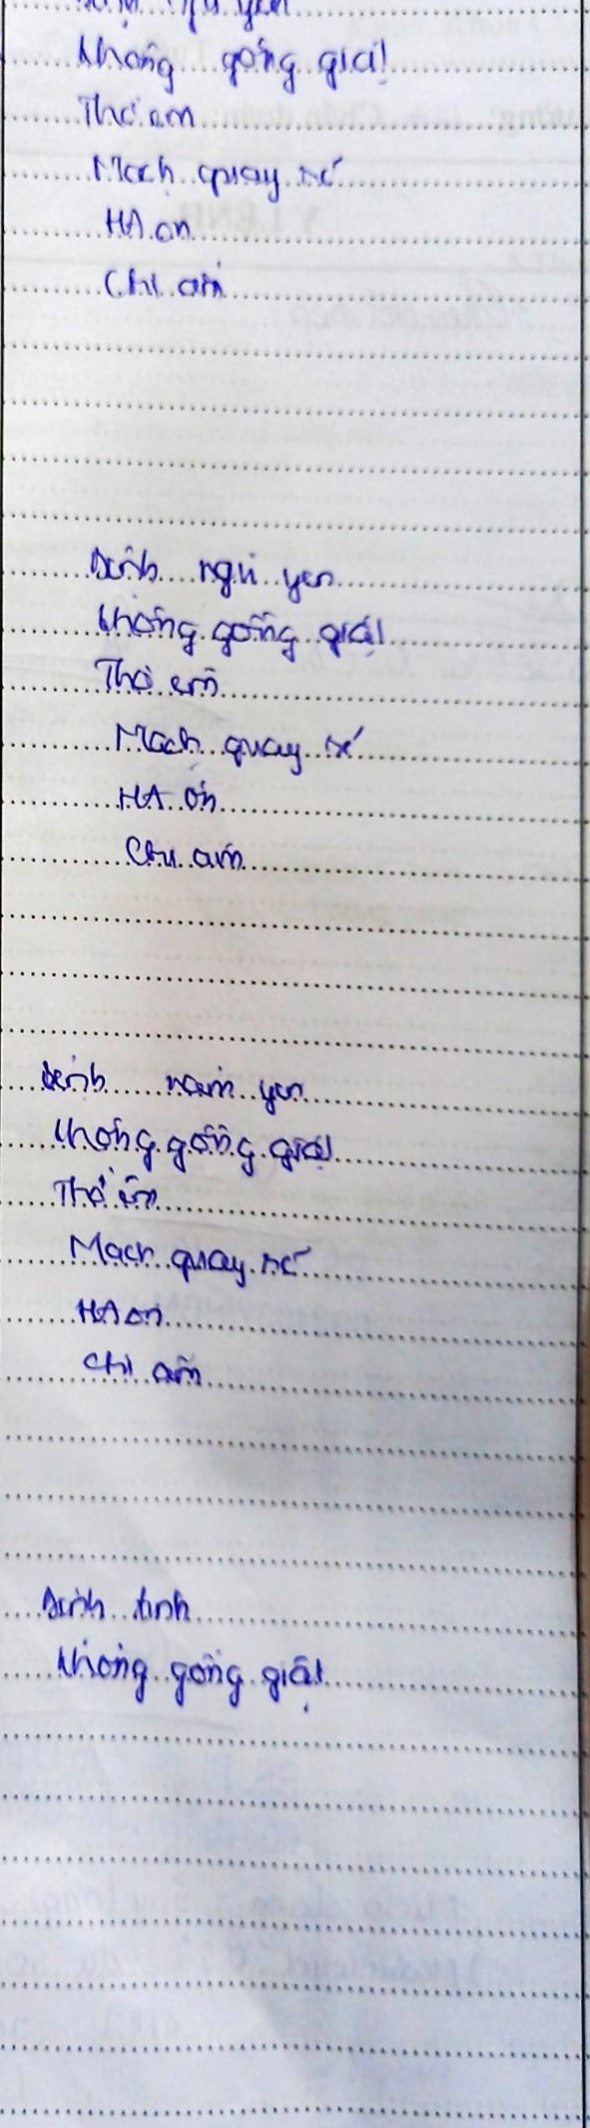 ngủ yên
Không gồng giật
Thở êm
Mạch quay rõ
HA ổn
Chi ấm
Bệnh ngủ yên
Không gồng giật
Thở êm
Mạch quay rõ
HA ổn
Chi ấm
Bệnh nằm yên
Không gồng giật
Thở êm
Mạch quay rõ
HA ổn
Chi ấm
Bệnh tỉnh
Không gồng giật